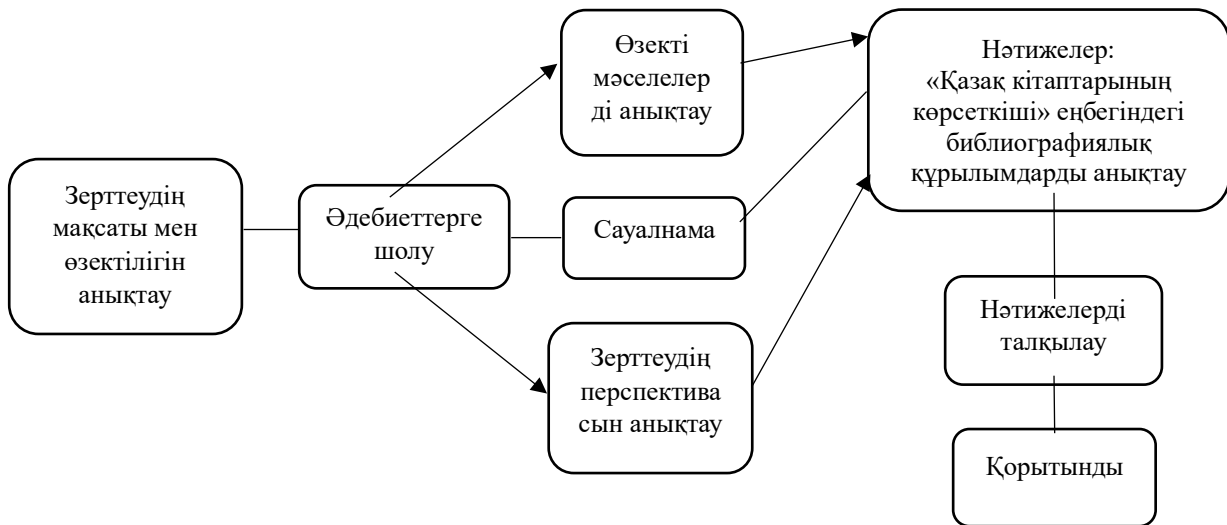 Зерттеудің
мақсаты мен
өзектілігін
анықтау
Әдебиеттерге
шолу
Өзекті
мәселелер
ді анықтау
Сауалнама
Зерттеудің
перспектива
сын анықтау
Нәтижелер:
«Қазақ кітаптарының
көрсеткіші» еңбегіндегі
библиографиялық
құрылымдарды анықтау
Нәтижелерді
талқылау
Қорытынды